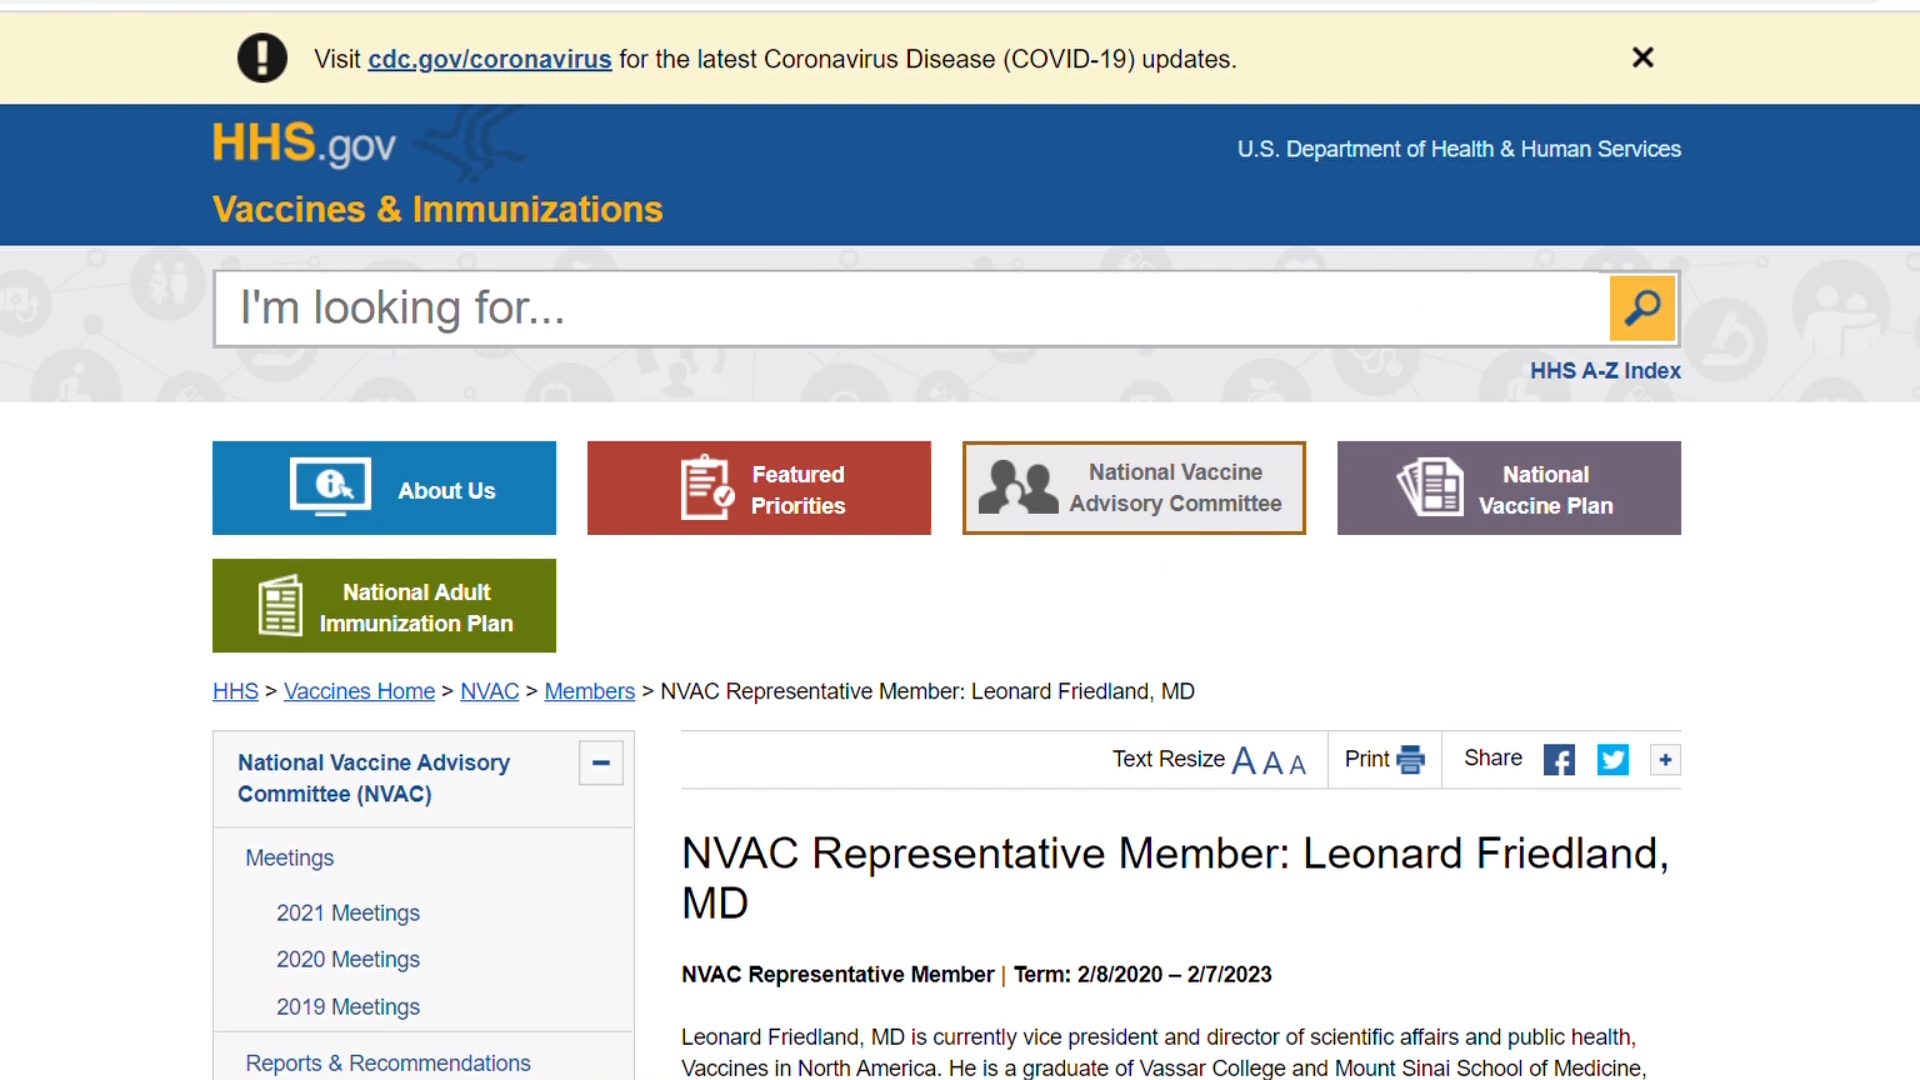 Visit cdc.gov/coronavirus for the latest Coronavirus Disease (COVID-19) updates.
HHS.gov
U.S. Department of Health & Human Services
Vaccines & Immunizations
I'm looking for...
HHS A-Z Index
About Us
Featured
Priorities
National Vaccine
Advisory Committee
National
Vaccine Plan
National Adult
Immunization Plan
HHS > Vaccines Home > NVAC > Members > NVAC Representative Member: Leonard Friedland, MD
National Vaccine Advisory
Committee (NVAC)
Meetings
2021 Meetings
2020 Meetings
2019 Meetings
Reports & Recommendations
Text Resize A A A
Print
Share
NVAC Representative Member: Leonard Friedland,
MD
NVAC Representative Member | Term: 2/8/2020 – 2/7/2023
Leonard Friedland, MD is currently vice president and director of scientific affairs and public health,
Vaccines in North America. He is a graduate of Vassar College and Mount Sinai School of Medicine,